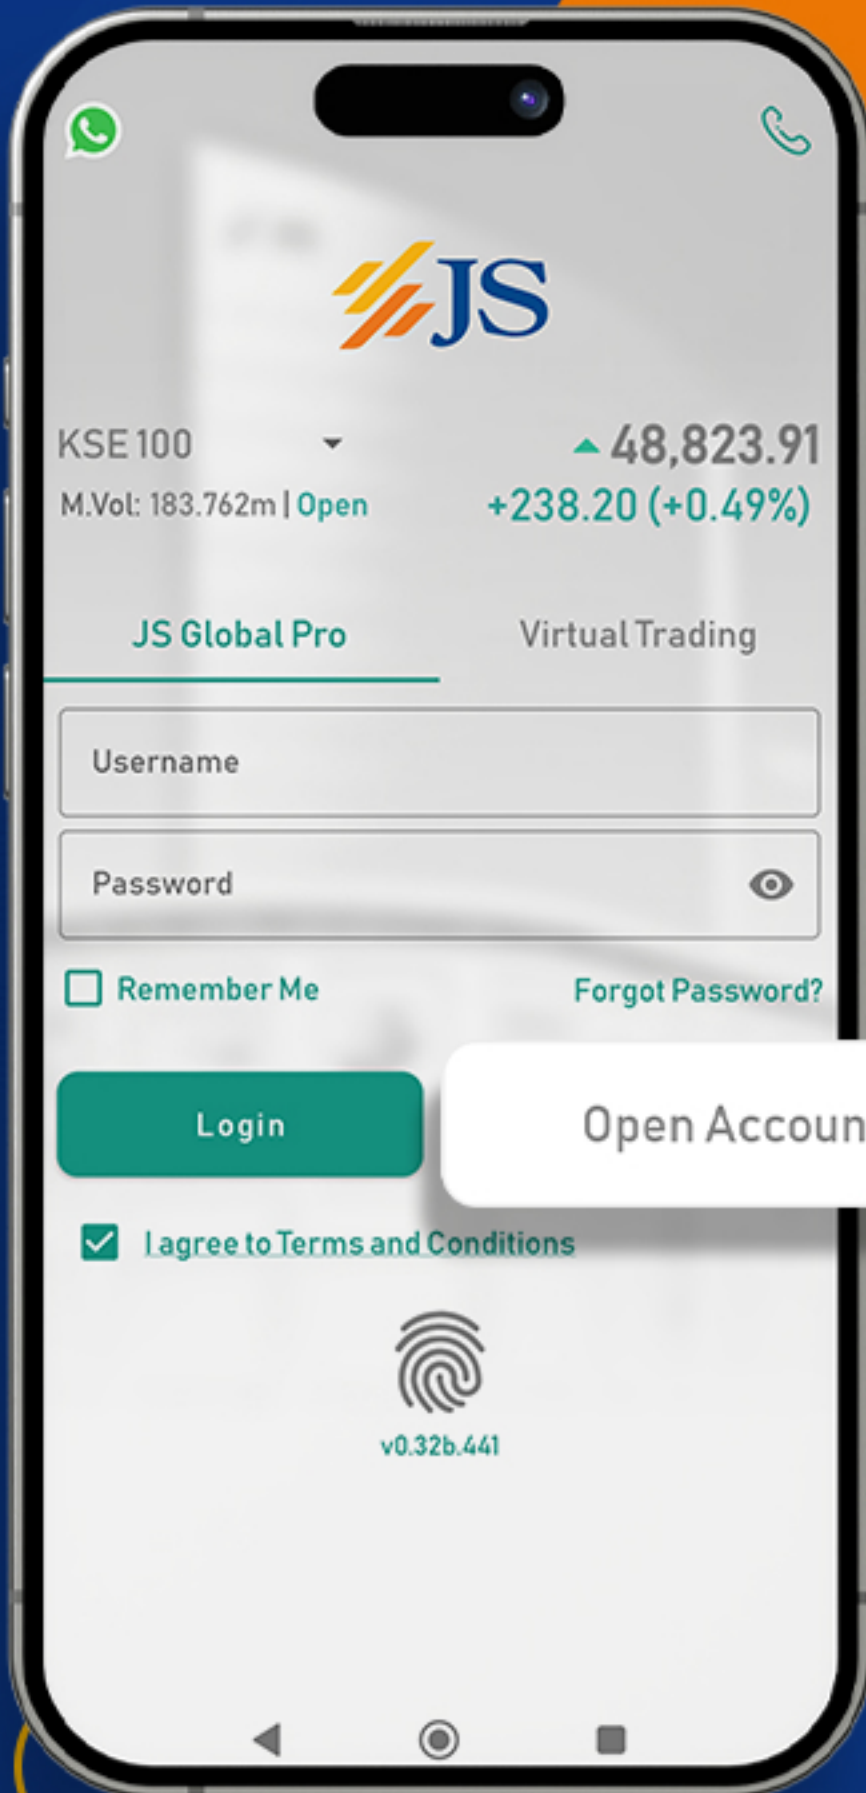 JS
KSE 100
48,823.91
M.Vol: 183.762m | Open
+238.20 (+0.49%)
JS Global Pro
Virtual Trading
Username
Password
Remember Me
Forgot Password?
Login
Open Accoun
I agree to Terms and Conditions
v0.32b.441